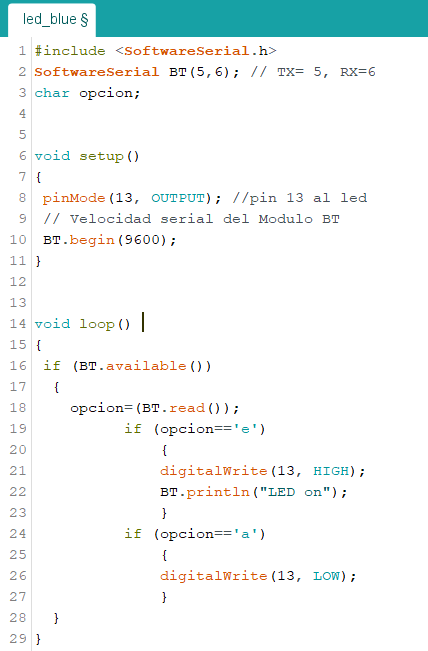 led_blue §
1 #include <SoftwareSerial.h>
2 SoftwareSerial BT(5,6); // TX= 5, RX=6
3 char opcion;
4
5
6 void setup()
7 {
8 pinMode(13, OUTPUT); //pin 13 al led
9 // Velocidad serial del Modulo BT
10 BT.begin(9600);
11 }
12
13
14 void loop()
15 {
16 if (BT.available())
17 {
18 opcion=(BT.read());
19 if (opcion=='e')
20 {
21 digitalWrite(13, HIGH);
22 BT.println("LED on");
23 }
24 if (opcion=='a')
25 {
26 digitalWrite(13, LOW);
27 }
28 }
29 }